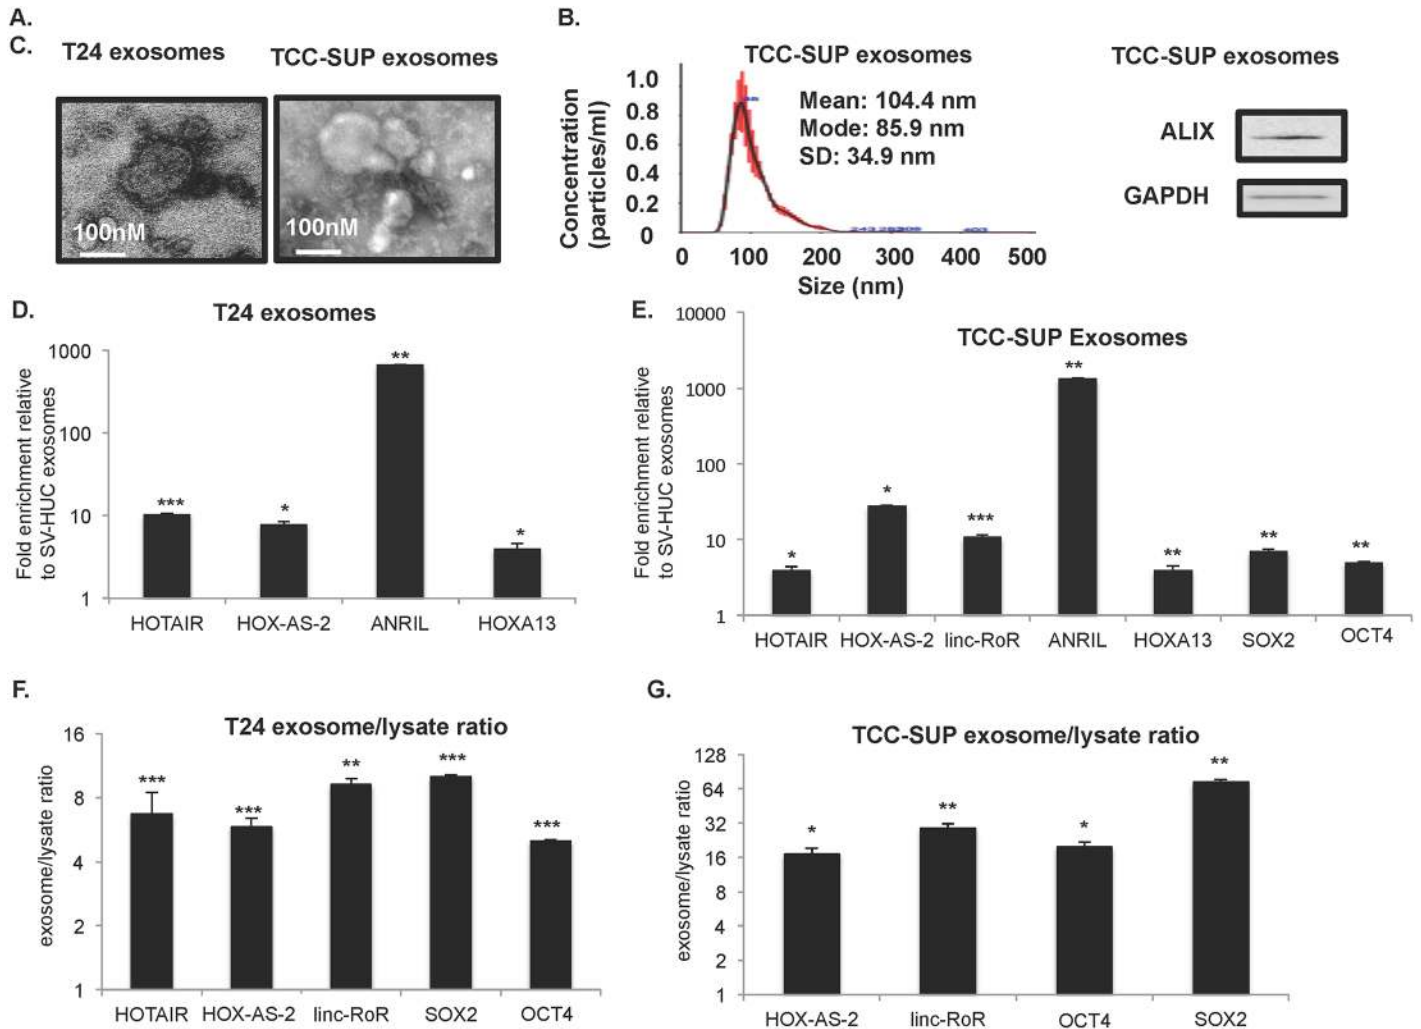 A.
B.
C.
T24 exosomes
TCC-SUP exosomes
100nM
100nM
TCC-SUP exosomes
Concentration
(particles/ml)
1.0
0.8
0.6
0.4
0.2
0
Mean: 104.4 nm
Mode: 85.9 nm
SD: 34.9 nm
0 100 200 300 400 500
Size (nm)
TCC-SUP exosomes
ALIX
GAPDH
D.
T24 exosomes
Fold enrichment relative
to SV-HUC exosomes
1000
100
10
1
***
*
**
*
HOTAIR HOX-AS-2 ANRIL HOXA13
E.
TCC-SUP Exosomes
Fold enrichment relative
to SV-HUC exosomes
10000
1000
100
10
1
*
*
***
**
**
**
**
HOTAIR HOX-AS-2 linc-RoR ANRIL HOXA13 SOX2 OCT4
F.
T24 exosome/lysate ratio
exosome/lysate ratio
16
8
4
2
1
***
***
**
***
***
HOTAIR HOX-AS-2 linc-RoR SOX2 OCT4
G.
TCC-SUP exosome/lysate ratio
exosome/lysate ratio
128
64
32
16
8
4
2
1
*
**
*
**
HOX-AS-2 linc-RoR OCT4 SOX2